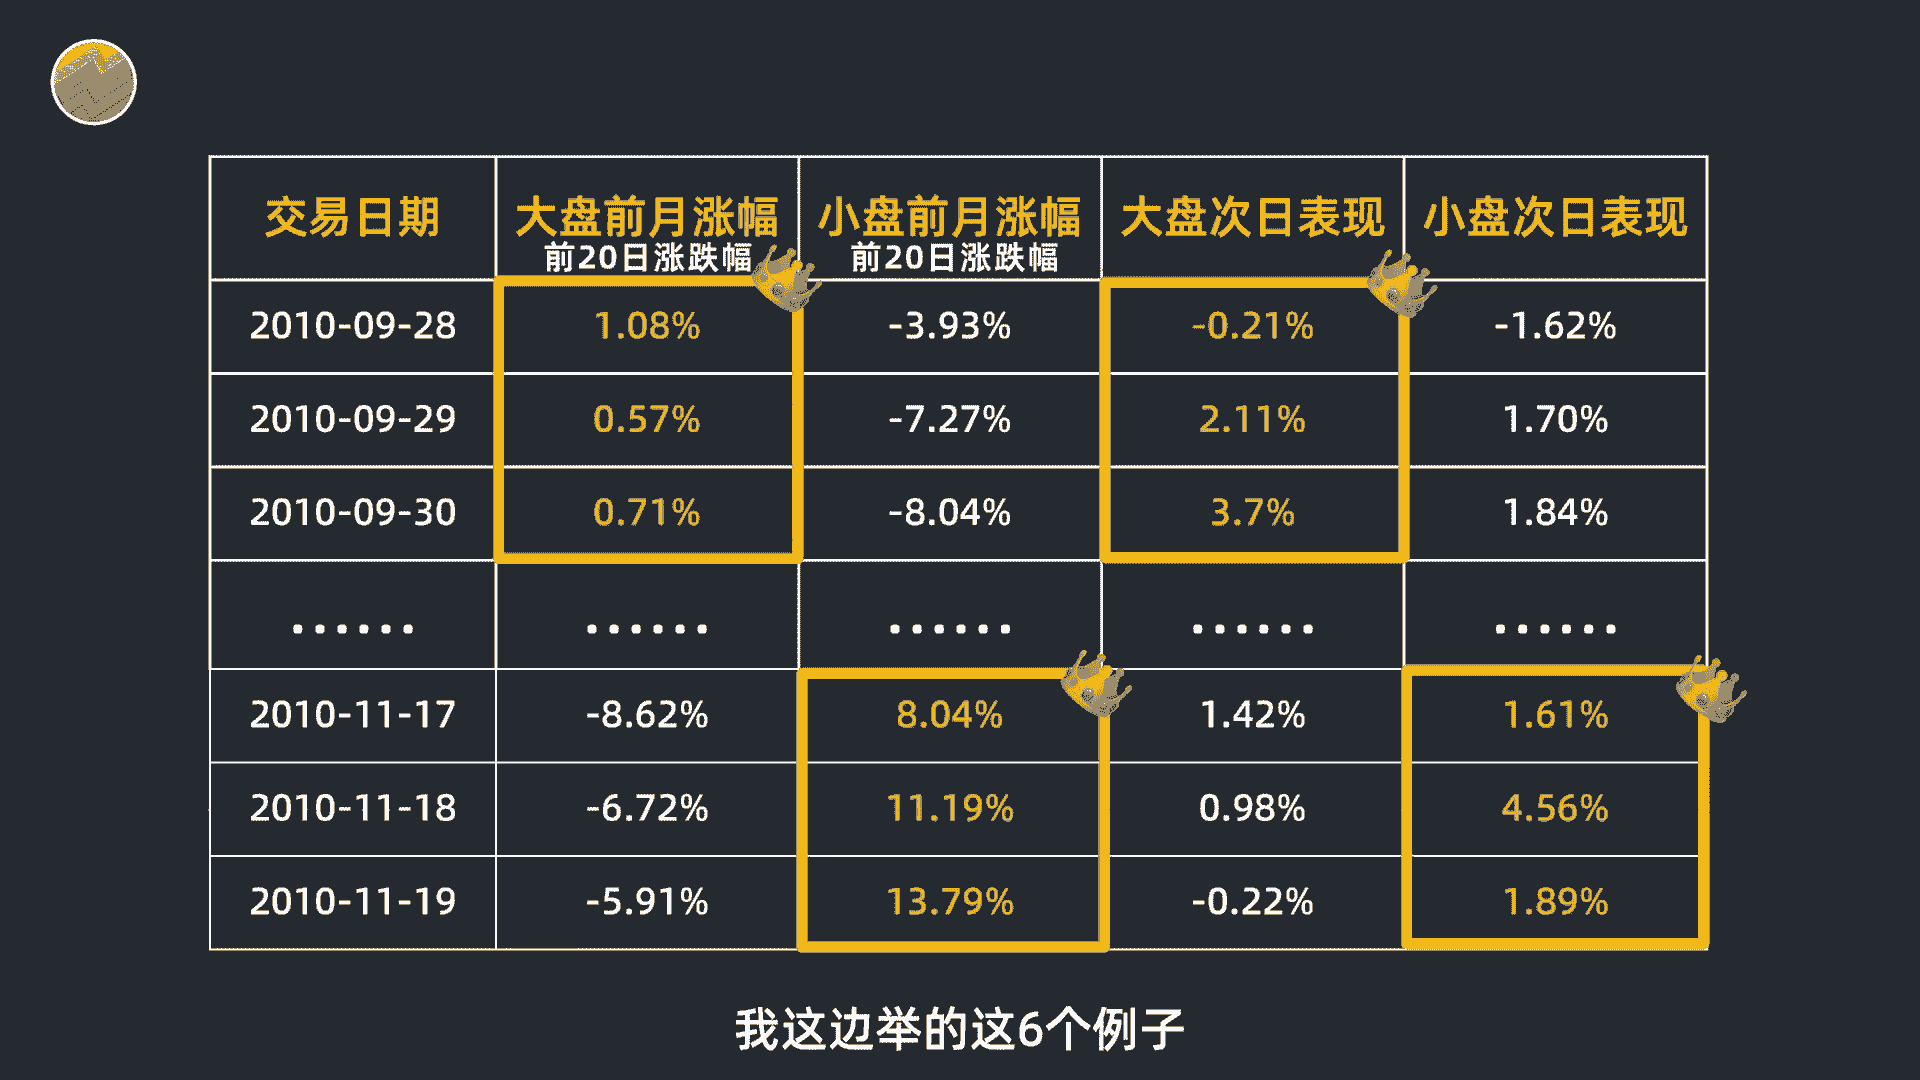 交易日期 大盘前月涨幅 小盘前月涨幅 大盘次日表现 小盘次日表现
前20日涨跌幅 前20日涨跌幅
2010-09-28 1.08% -3.93% -0.21% -1.62%
2010-09-29 0.57% -7.27% 2.11% 1.70%
2010-09-30 0.71% -8.04% 3.7% 1.84%
…… …… …… …… ……
2010-11-17 -8.62% 8.04% 1.42% 1.61%
2010-11-18 -6.72% 11.19% 0.98% 4.56%
2010-11-19 -5.91% 13.79% -0.22% 1.89%
我这边举的这6个例子